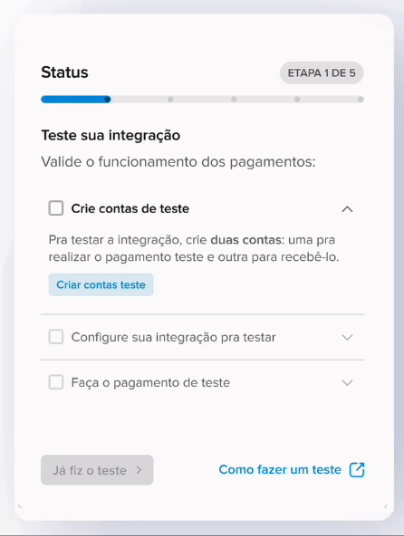 Status
ETAPA 1 DE 5
Teste sua integração
Valide o funcionamento dos pagamentos:
Crie contas de teste
Pra testar a integração, crie duas contas: uma pra
realizar o pagamento teste e outra para recebê-lo.
Criar contas teste
Configure sua integração pra testar
Faça o pagamento de teste
Já fiz o teste
Como fazer um teste